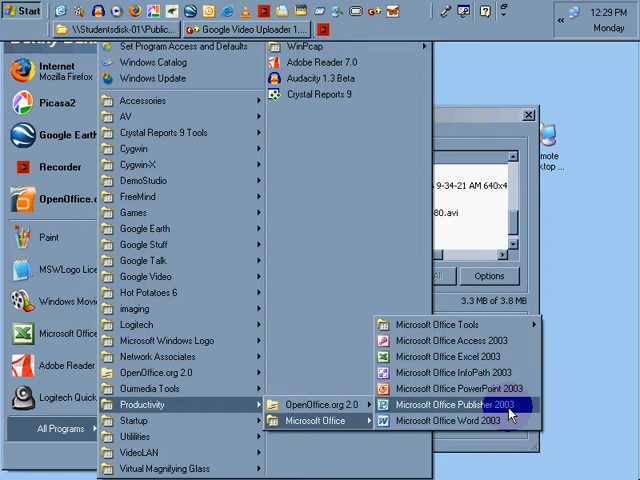 Start
12:29 PM
Monday
\\Studentsdisk-01\Public...
Google Video Uploader 1....
Internet
Mozilla Firefox
Picasa2
Google Earth
Recorder
OpenOffice.o
Paint
MSWLogo Lice
Windows Movi
Microsoft Offic
Adobe Reader
Logitech Quick
All Programs
Set Program Access and Defaults
Windows Catalog
Windows Update
Accessories
AV
Crystal Reports 9 Tools
Cygwin
Cygwin-X
DemoStudio
FreeMind
Games
Google Earth
Google Stuff
Google Talk
Google Video
Hot Potatoes 6
imaging
Logitech
Microsoft Windows Logo
Network Associates
OpenOffice.org 2.0
Ourmedia Tools
Productivity
Startup
Utililities
VideoLAN
Virtual Magnifying Glass
WinPcap
Adobe Reader 7.0
Audacity 1.3 Beta
Crystal Reports 9
OpenOffice.org 2.0
Microsoft Office
Microsoft Office Tools
Microsoft Office Access 2003
Microsoft Office Excel 2003
Microsoft Office InfoPath 2003
Microsoft Office PowerPoint 2003
Microsoft Office Publisher 2003
Microsoft Office Word 2003
9-34-21 AM 640x4
-80.avi
All
Options
3.3 MB of 3.8 MB
mote
ktop ...